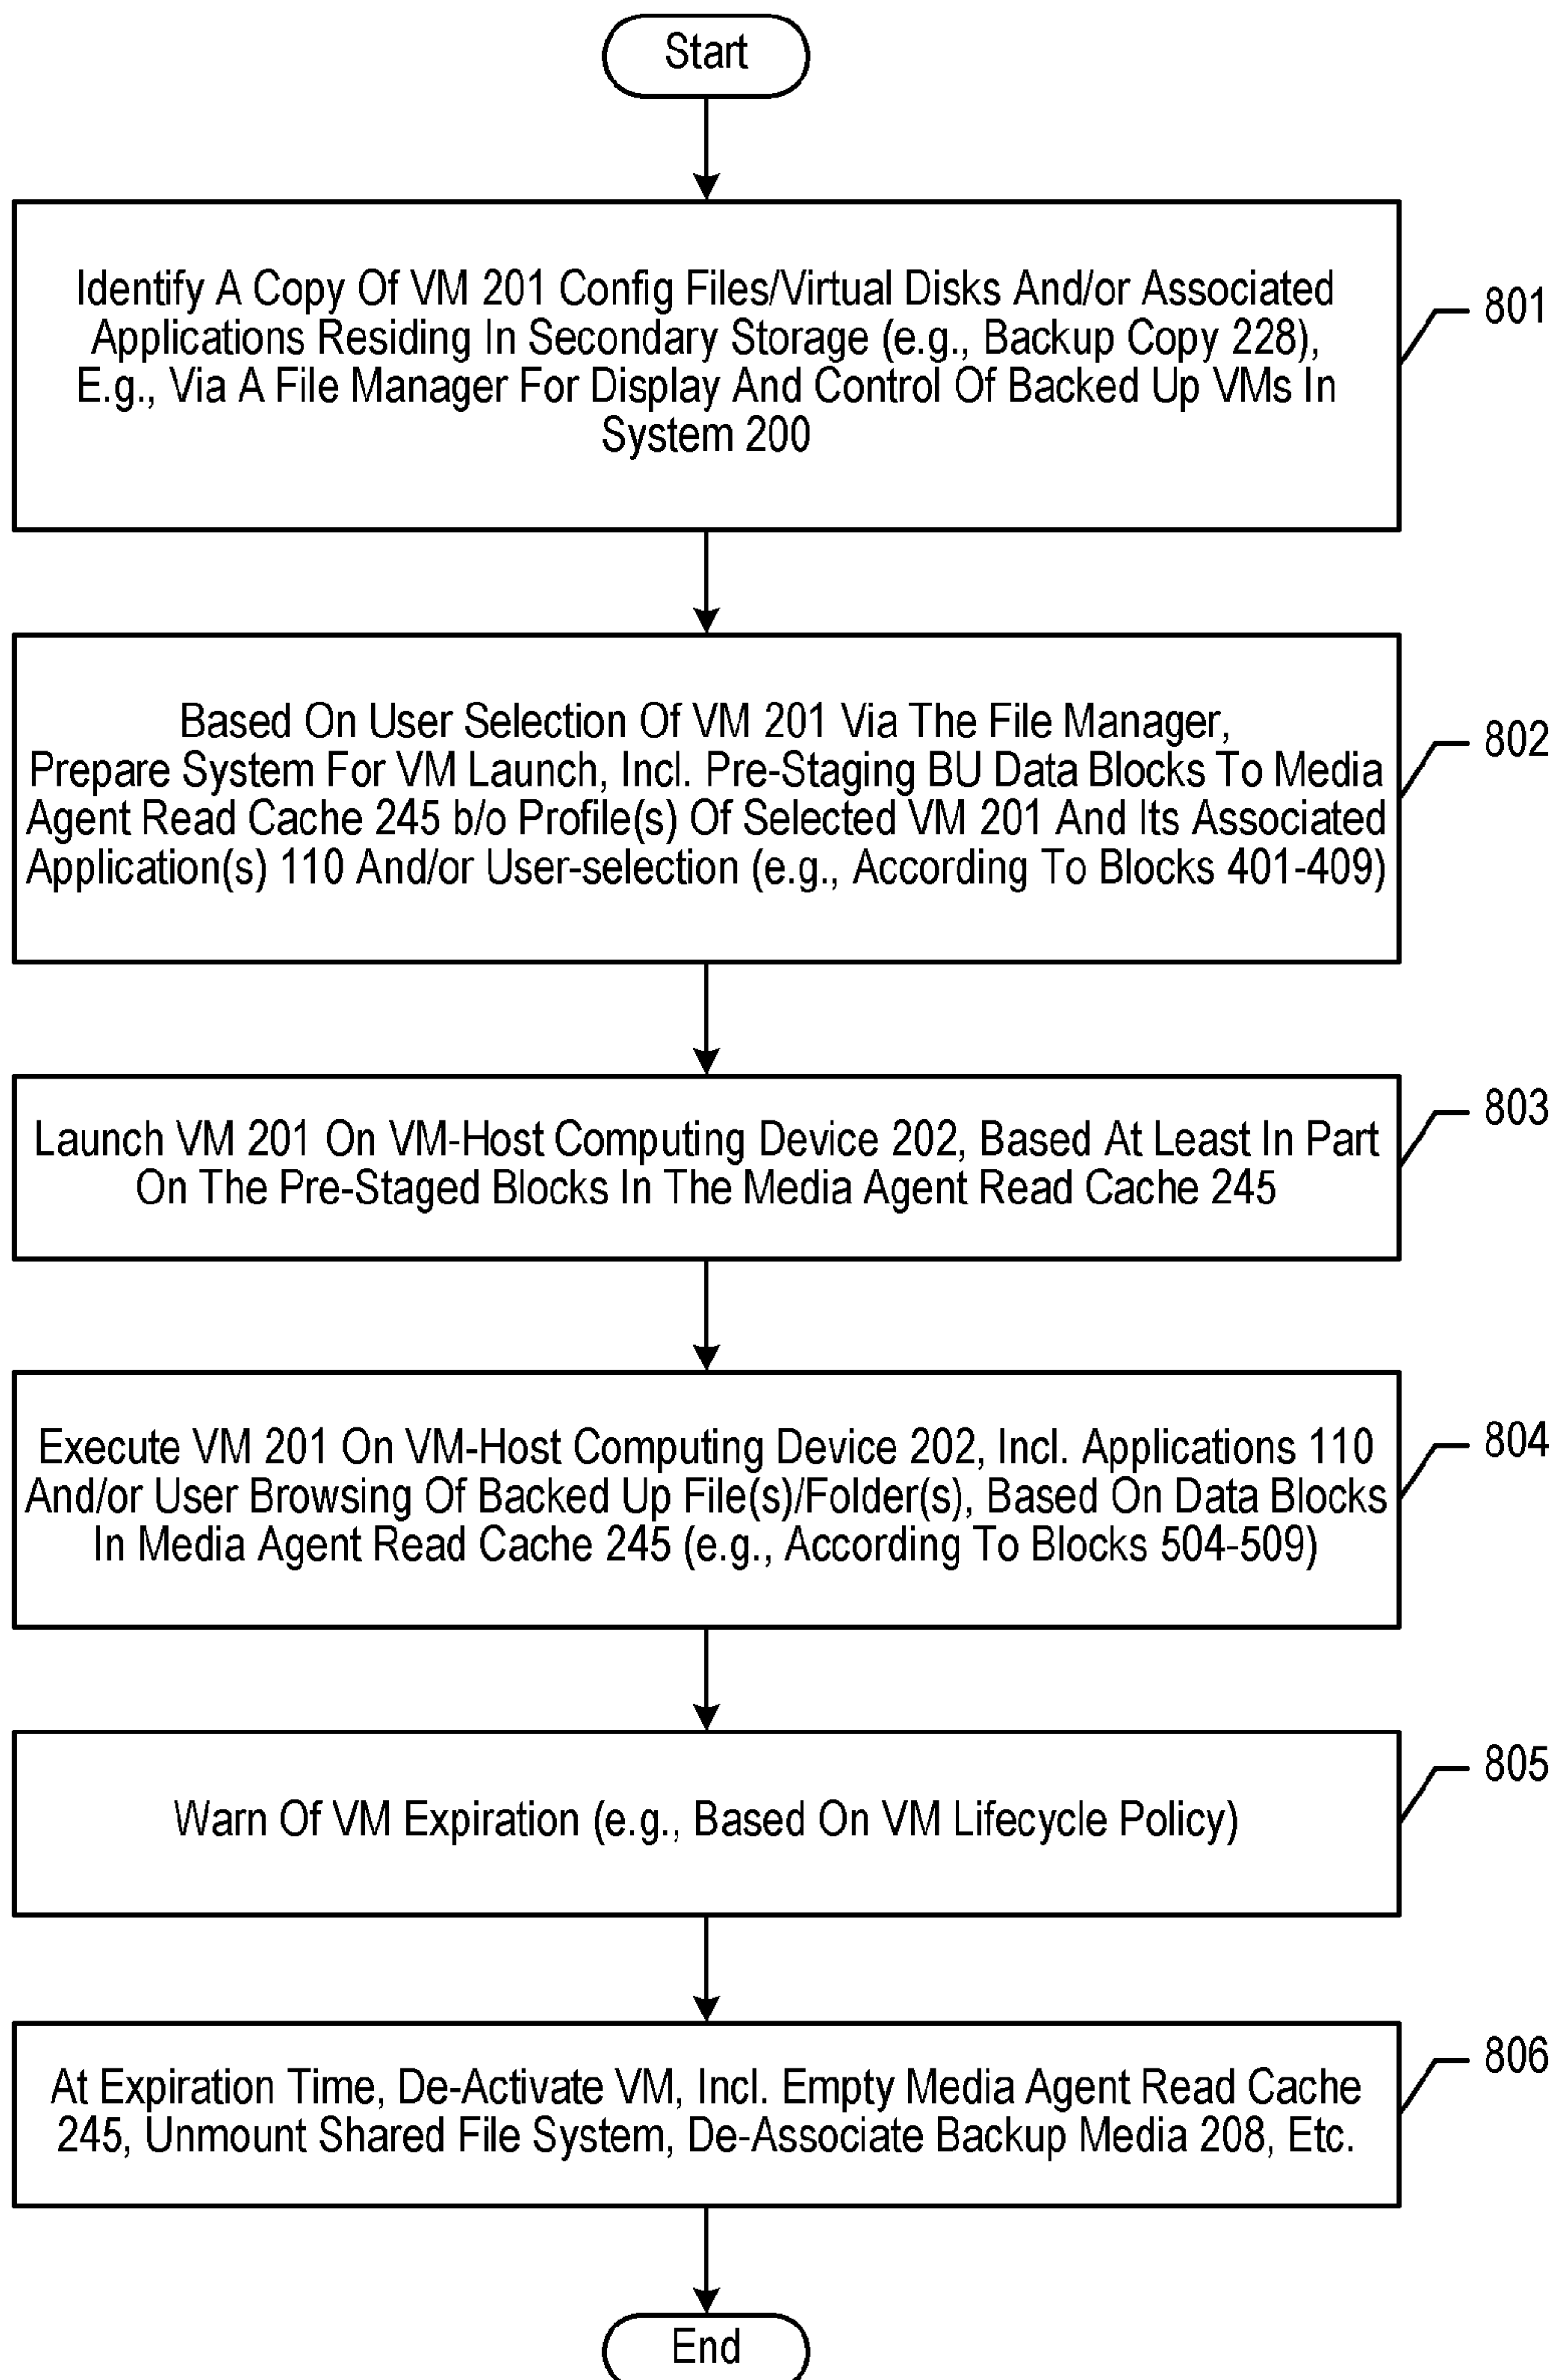 Start
Identify A Copy Of VM 201 Config Files/Virtual Disks And/or Associated
Applications Residing In Secondary Storage (e.g., Backup Copy 228),
E.g., Via A File Manager For Display And Control Of Backed Up VMs In
System 200
801
Based On User Selection Of VM 201 Via The File Manager,
Prepare System For VM Launch, Incl. Pre-Staging BU Data Blocks To Media
Agent Read Cache 245 b/o Profile(s) Of Selected VM 201 And Its Associated
Application(s) 110 And/or User-selection (e.g., According To Blocks 401-409)
802
Launch VM 201 On VM-Host Computing Device 202, Based At Least In Part
On The Pre-Staged Blocks In The Media Agent Read Cache 245
803
Execute VM 201 On VM-Host Computing Device 202, Incl. Applications 110
And/or User Browsing Of Backed Up File(s)/Folder(s), Based On Data Blocks
In Media Agent Read Cache 245 (e.g., According To Blocks 504-509)
804
Warn Of VM Expiration (e.g., Based On VM Lifecycle Policy)
805
At Expiration Time, De-Activate VM, Incl. Empty Media Agent Read Cache
245, Unmount Shared File System, De-Associate Backup Media 208, Etc.
806
End